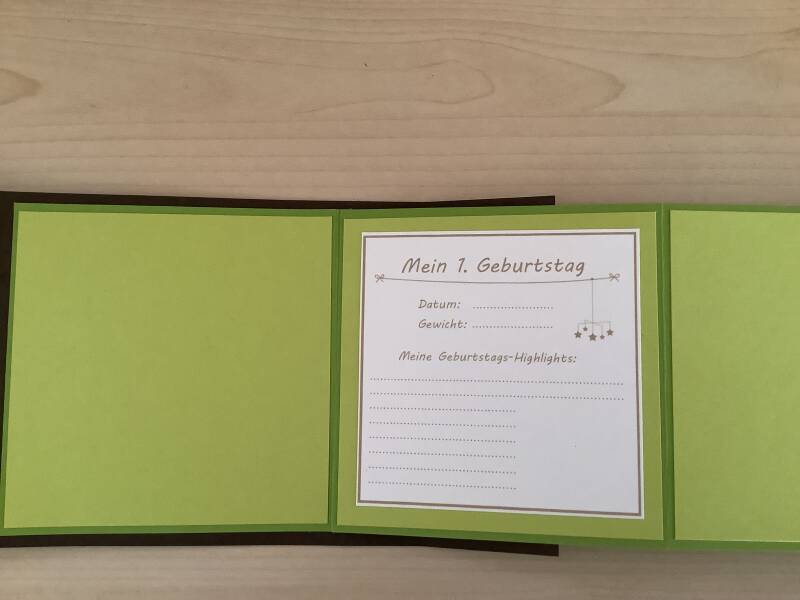 Mein 1. Geburtstag
Datum: ........................
Gewicht: ........................
Meine Geburtstags-Highlights: